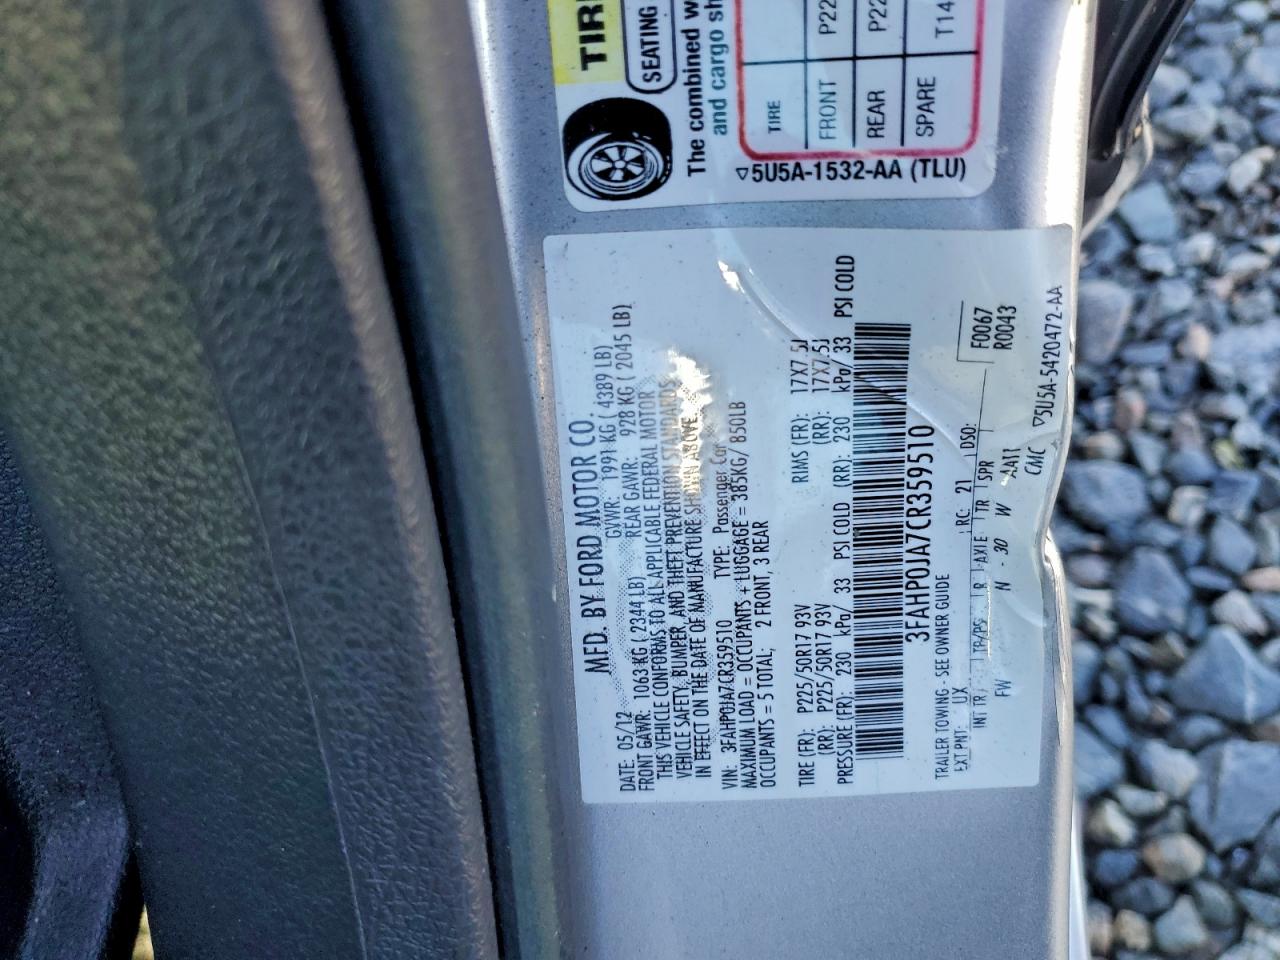 MFD. BY FORD MOTOR CO.
DATE: 05/12 GVWR: 1991 KG ( 4389 LB)
FRONT GAWR: 1063 KG ( 2344 LB) REAR GAWR: 928 KG ( 2045 LB)
THIS VEHICLE CONFORMS TO ALL APPLICABLE FEDERAL MOTOR
VEHICLE SAFETY, BUMPER, AND THEFT PREVENTION STANDARDS
IN EFFECT ON THE DATE OF MANUFACTURE SHOWN ABOVE.
VIN: 3FAHP0JA7CR359510 TYPE: Passenger Car
MAXIMUM LOAD = OCCUPANTS + LUGGAGE = 385KG/ 850LB
OCCUPANTS = 5 TOTAL; 2 FRONT, 3 REAR
TIRE (FR): P225/50R17 93V RIMS (FR): 17X7.5J
(RR): P225/50R17 93V (RR): 17X7.5J
PRESSURE (FR): 230 kPa/ 33 PSI COLD (RR): 230 kPa/ 33 PSI COLD
3FAHP0JA7CR359510
TRAILER TOWING - SEE OWNER GUIDE
F0067
R0043
EXT PNT: UX RC: 21 DSO:
INT TR TP/PS R AXLE TR SPR
FW N - 30 W AA11
CMC ▽5U5A-5420472-AA
TIRE
SEATING
The combined
and cargo
TIRE
FRONT P22
REAR P22
SPARE T14
▽5U5A-1532-AA (TLU)